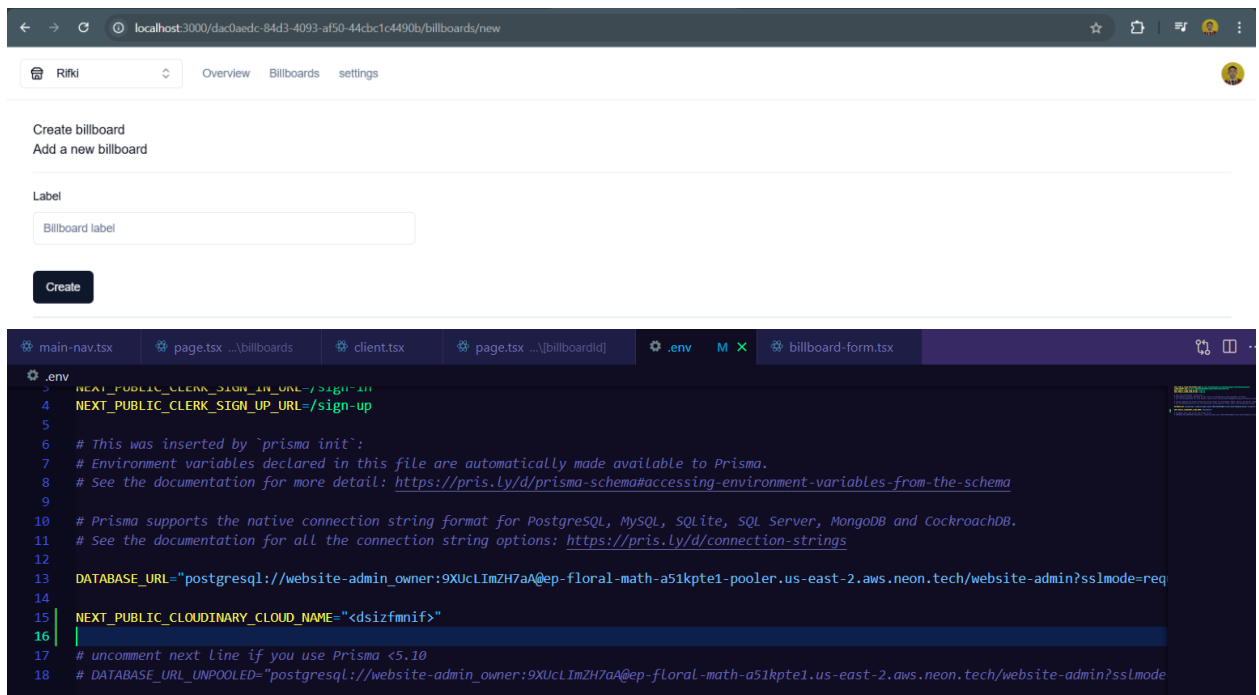 localhost:3000/dac0aedc-84d3-4093-af50-44cbc1c4490b/billboards/new
Rifki Overview Billboards settings
Create billboard
Add a new billboard
Label
Billboard label
Create
main-nav.tsx page.tsx ...\billboards client.tsx page.tsx ...\[billboardId] .env M billboard-form.tsx
.env
3 NEXT_PUBLIC_CLERK_SIGN_IN_URL=/sign-in
4 NEXT_PUBLIC_CLERK_SIGN_UP_URL=/sign-up
5
6 # This was inserted by `prisma init`:
7 # Environment variables declared in this file are automatically made available to Prisma.
8 # See the documentation for more detail: https://pris.ly/d/prisma-schema#accessing-environment-variables-from-the-schema
9
10 # Prisma supports the native connection string format for PostgreSQL, MySQL, SQLite, SQL Server, MongoDB and CockroachDB.
11 # See the documentation for all the connection string options: https://pris.ly/d/connection-strings
12
13 DATABASE_URL="postgresql://website-admin_owner:9XUcLImZH7aA@ep-floral-math-a51kpte1-pooler.us-east-2.aws.neon.tech/website-admin?sslmode=req
14
15 NEXT_PUBLIC_CLOUDINARY_CLOUD_NAME="<dsizfmnif>"
16
17 # uncomment next line if you use Prisma <5.10
18 # DATABASE_URL_UNPOOLED="postgresql://website-admin_owner:9XUcLImZH7aA@ep-floral-math-a51kpte1.us-east-2.aws.neon.tech/website-admin?sslmode